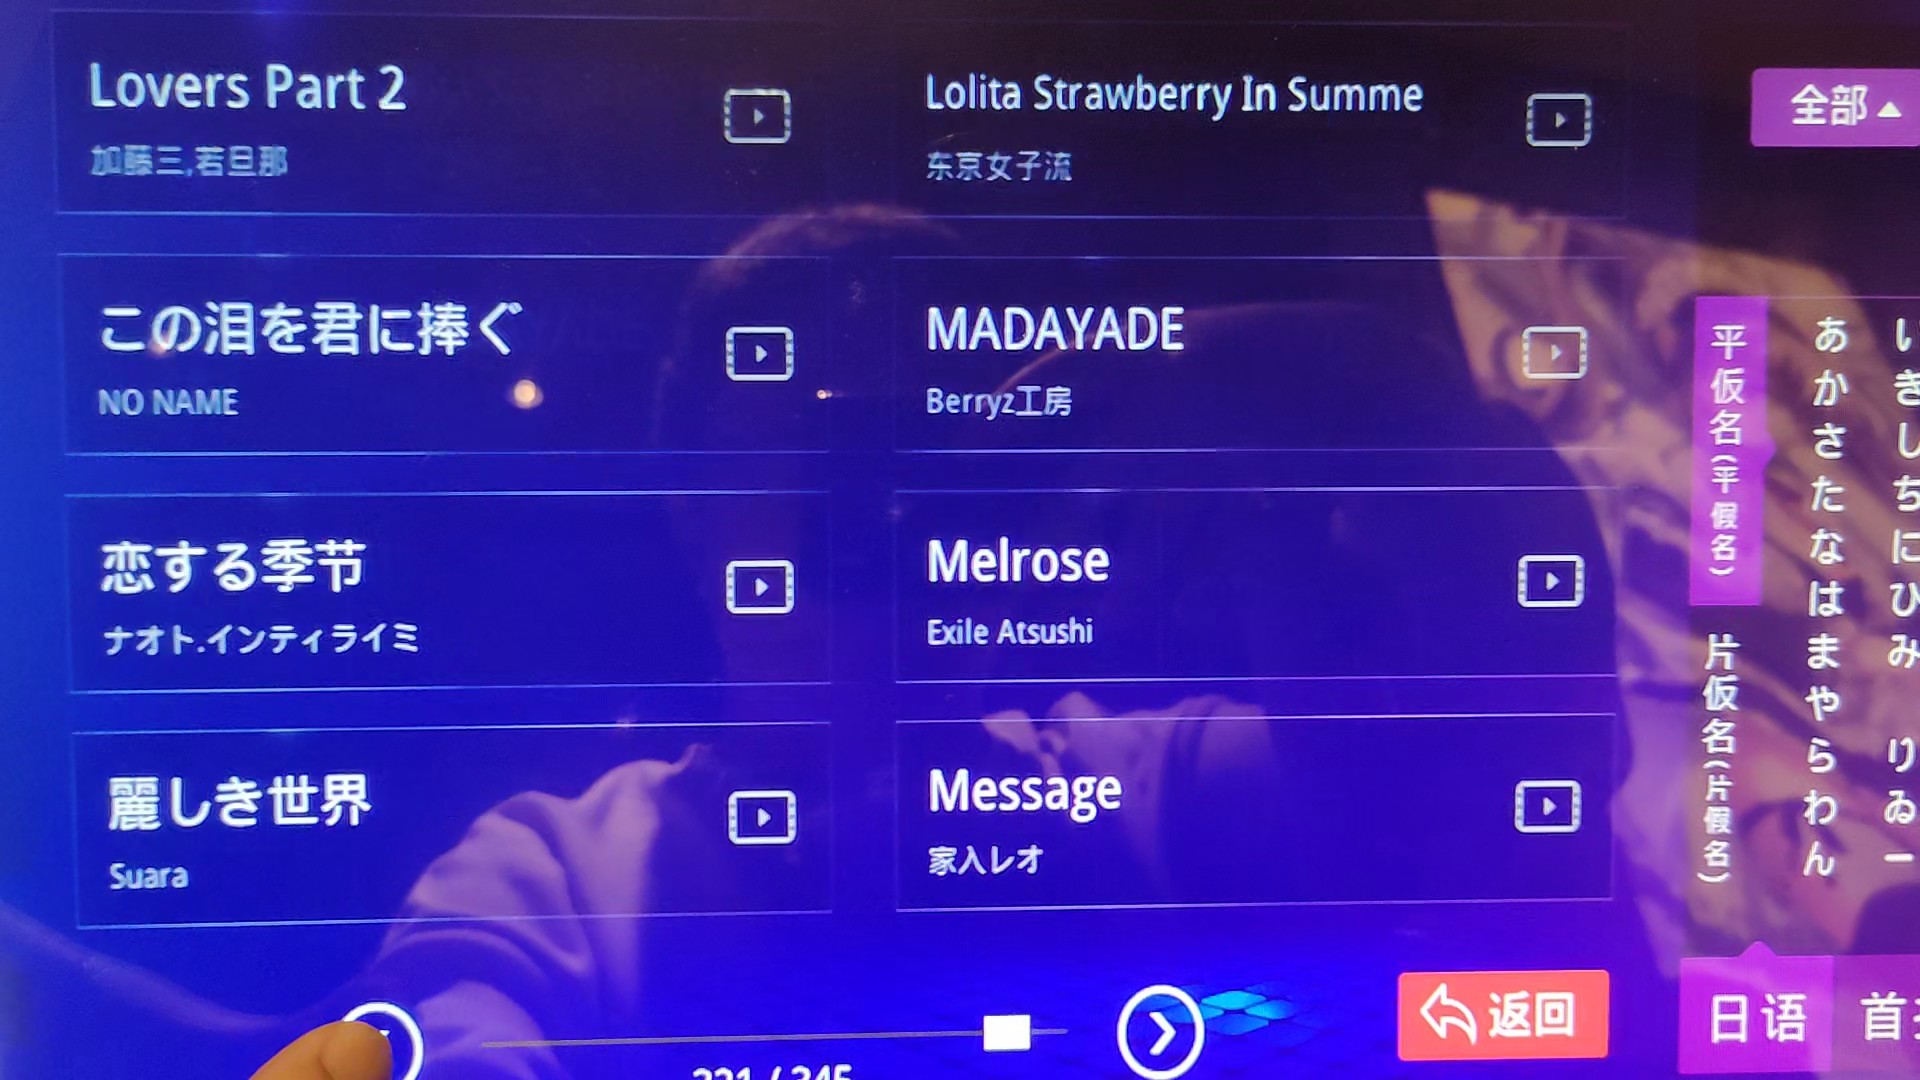 Lovers Part 2
加藤三,若旦那
Lolita Strawberry In Summe
东京女子流
この泪を君に捧ぐ
NO NAME
MADAYADE
Berryz工房
恋する季节
ナオト.インティライミ
Melrose
Exile Atsushi
麗しき世界
Suara
Message
家入レオ
返回
全部
平仮名(平假名)
片仮名(片假名)
あかさたなはまやらわん
いきしちにひみ りゐー
日语
首